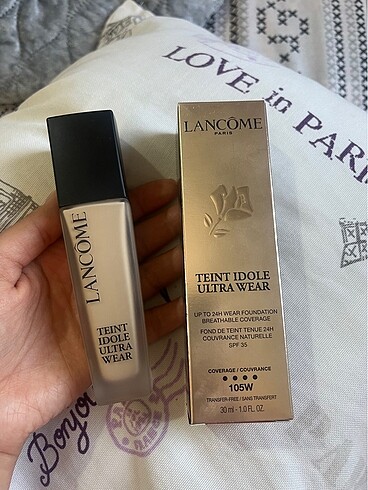 LOVE in PAR
LANCÔME
TEINT
IDOLE
ULTRA
WEAR
LANCÔME
PARIS
TEINT IDOLE
ULTRA WEAR
UP TO 24H WEAR FOUNDATION
BREATHABLE COVERAGE
FOND DE TEINT TENUE 24H
COUVRANCE NATURELLE
SPF 35
COVERAGE / COUVRANCE
105W
TRANSFER-FREE / SANS TRANSFERT
30 ml - 1.0 FL. OZ.
Bonjo